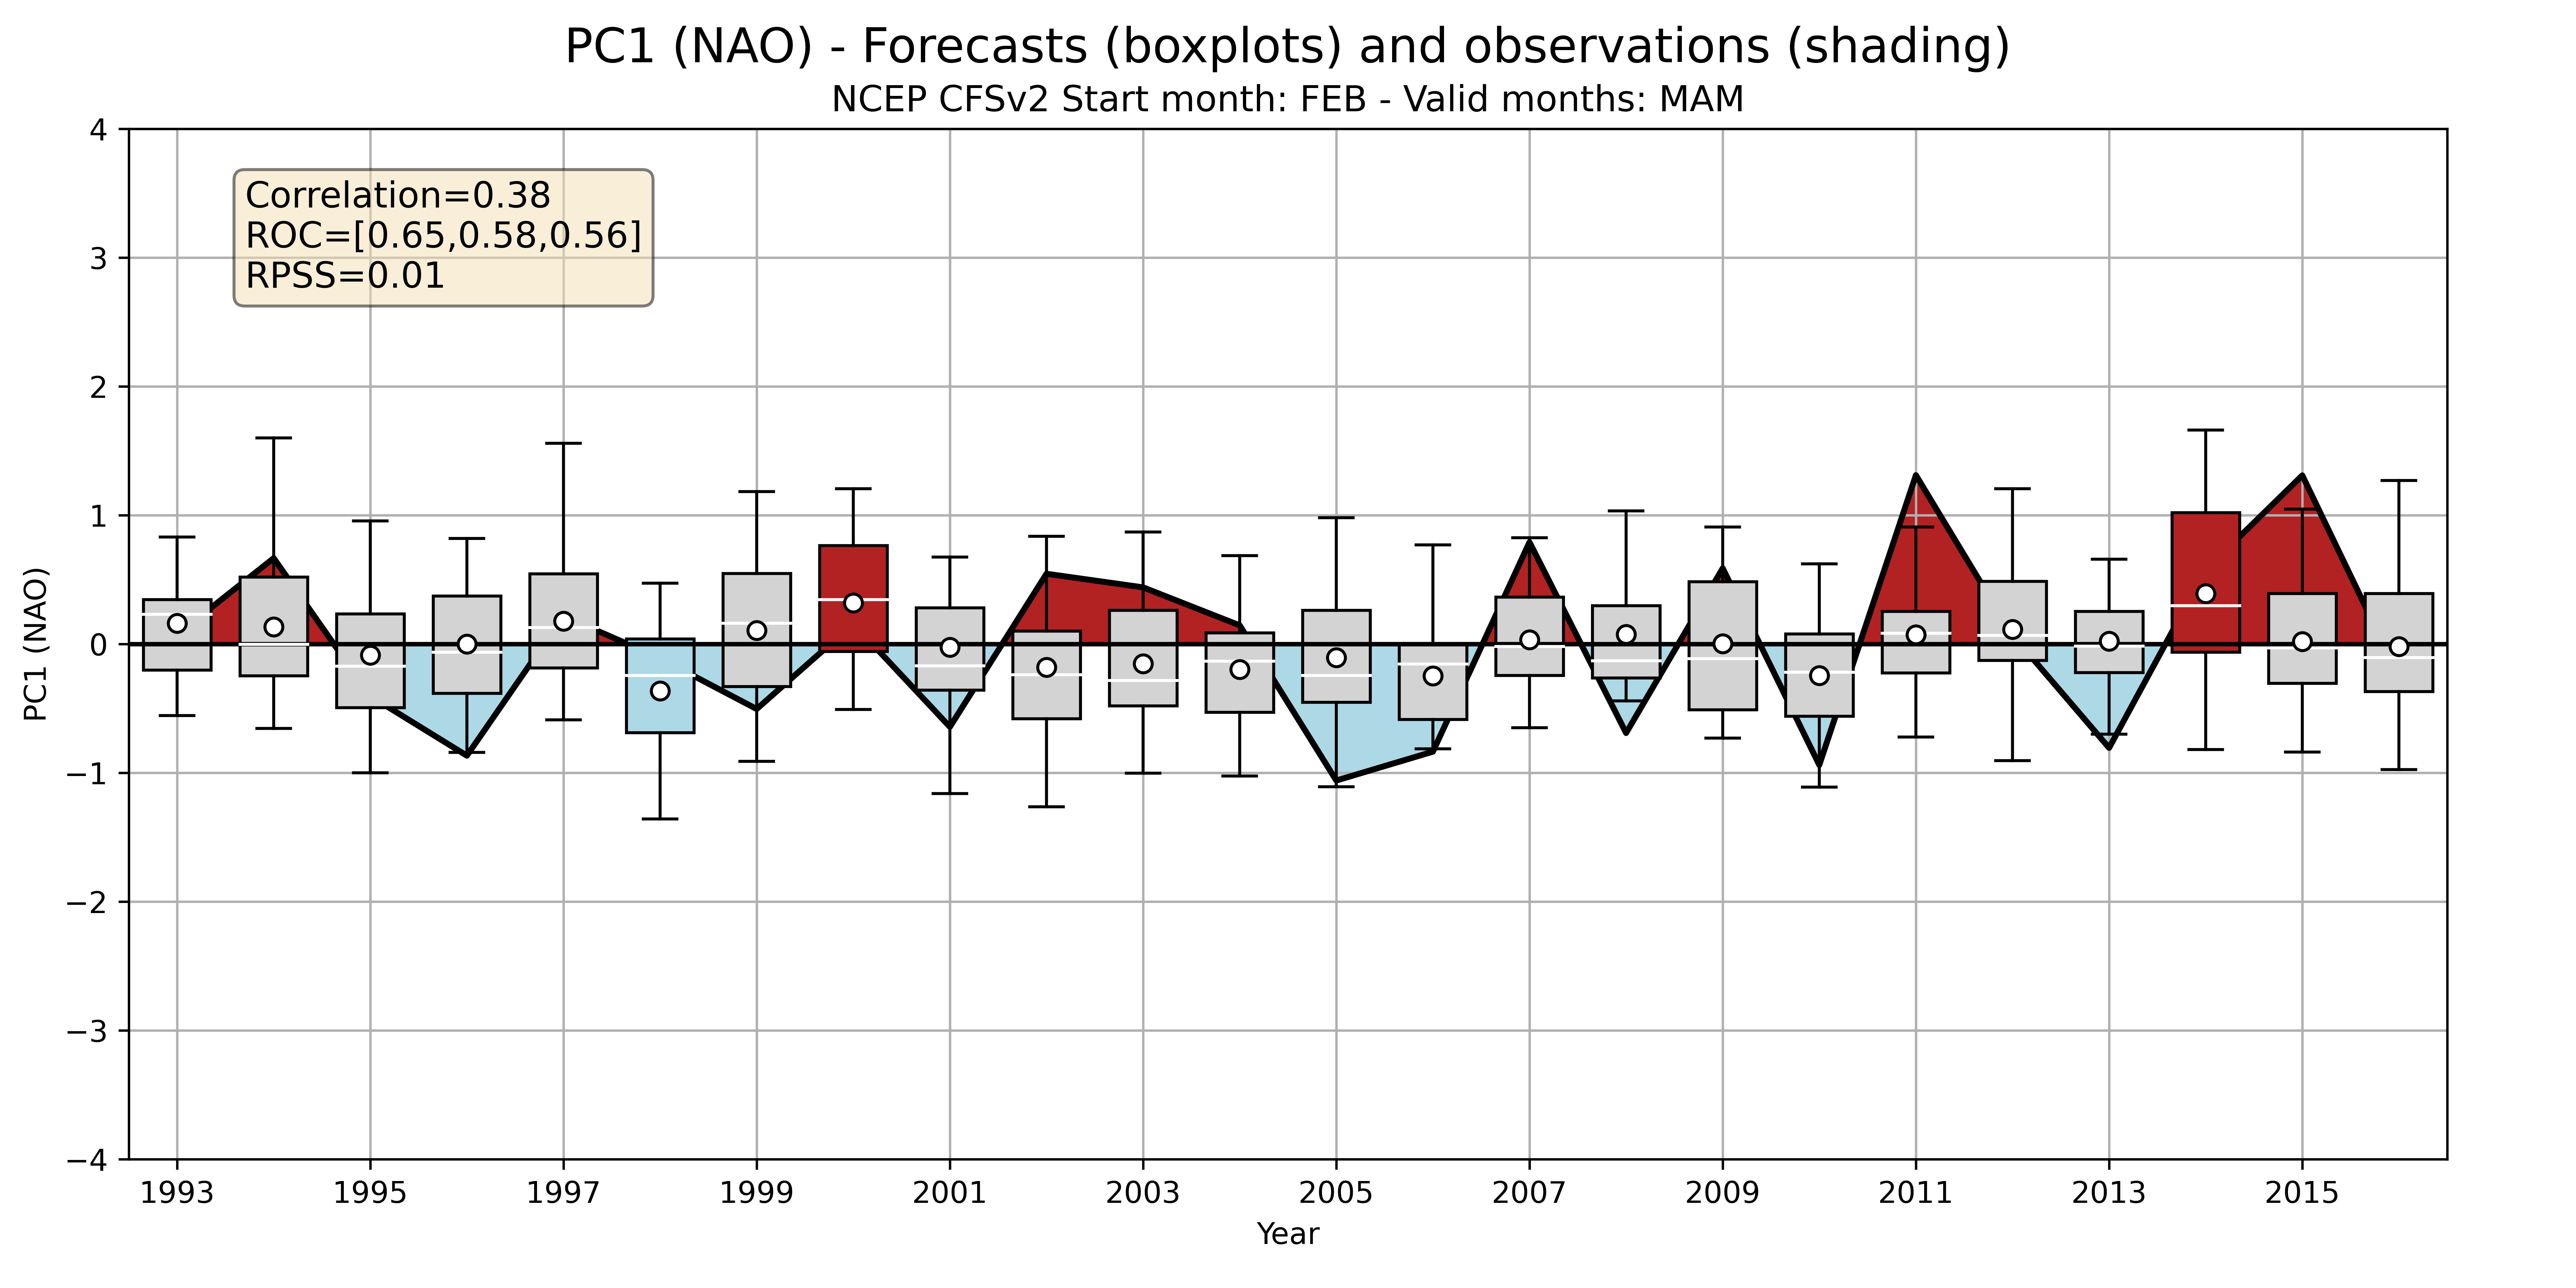 PC1 (NAO) - Forecasts (boxplots) and observations (shading)
NCEP CFSv2 Start month: FEB - Valid months: MAM
Correlation=0.38
ROC=[0.65,0.58,0.56]
RPSS=0.01
4
3
2
1
0
−1
−2
−3
−4
PC1 (NAO)
1993 1995 1997 1999 2001 2003 2005 2007 2009 2011 2013 2015
Year